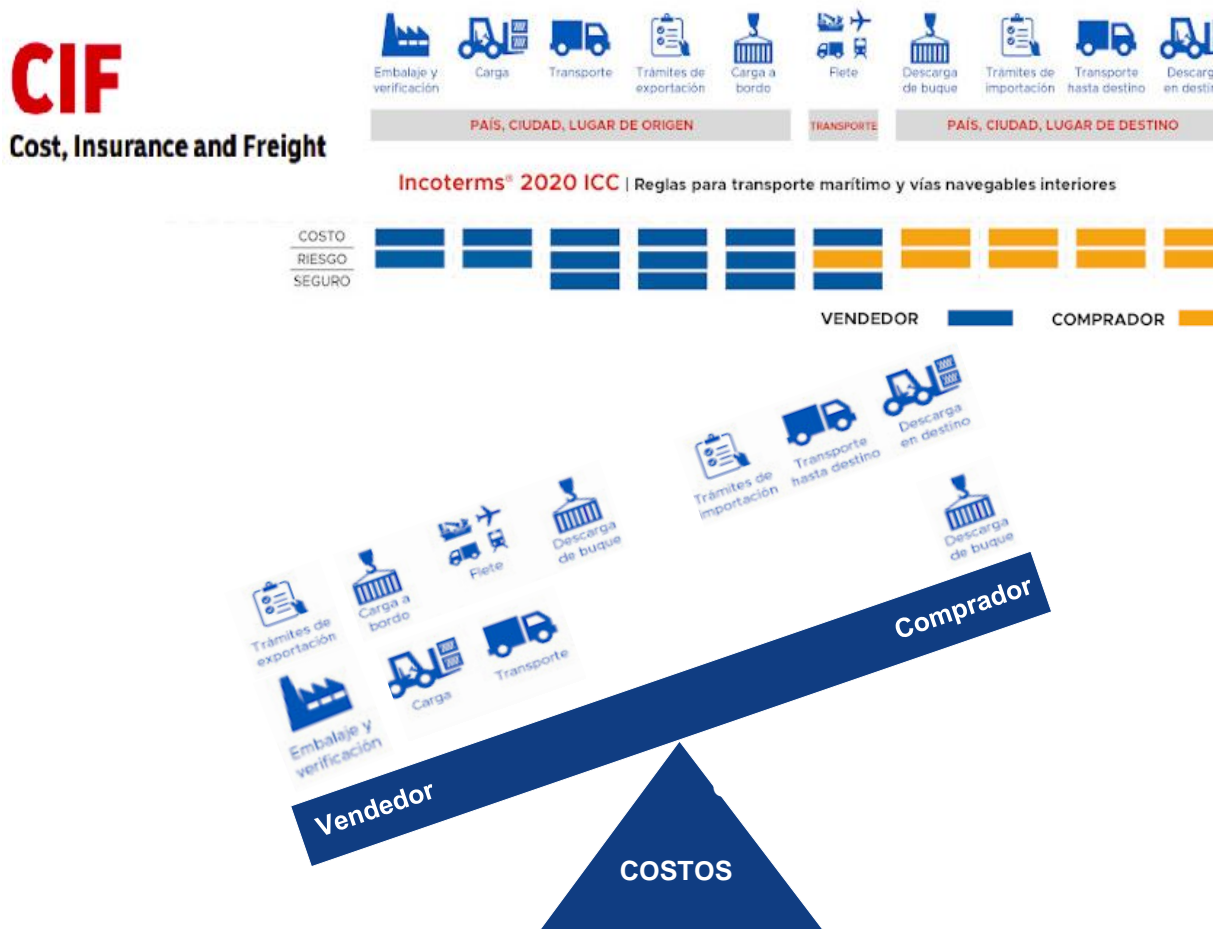 CIF
Cost, Insurance and Freight
Embalaje y
verificación
Carga
Transporte
Trámites de
exportación
Carga a
bordo
Flete
Descarga
de buque
Trámites de
importación
Transporte
hasta destino
Descarg
en destin
PAÍS, CIUDAD, LUGAR DE ORIGEN
TRANSPORTE
PAÍS, CIUDAD, LUGAR DE DESTINO
Incoterms® 2020 ICC | Reglas para transporte marítimo y vías navegables interiores
COSTO
RIESGO
SEGURO
VENDEDOR
COMPRADOR
Trámites de
exportación
Carga a
bordo
Flete
Descarga
de buque
Trámites de
importación
Transporte
hasta destino
Descarga
en destino
Embalaje y
verificación
Carga
Transporte
Descarga
de buque
Vendedor
Comprador
COSTOS